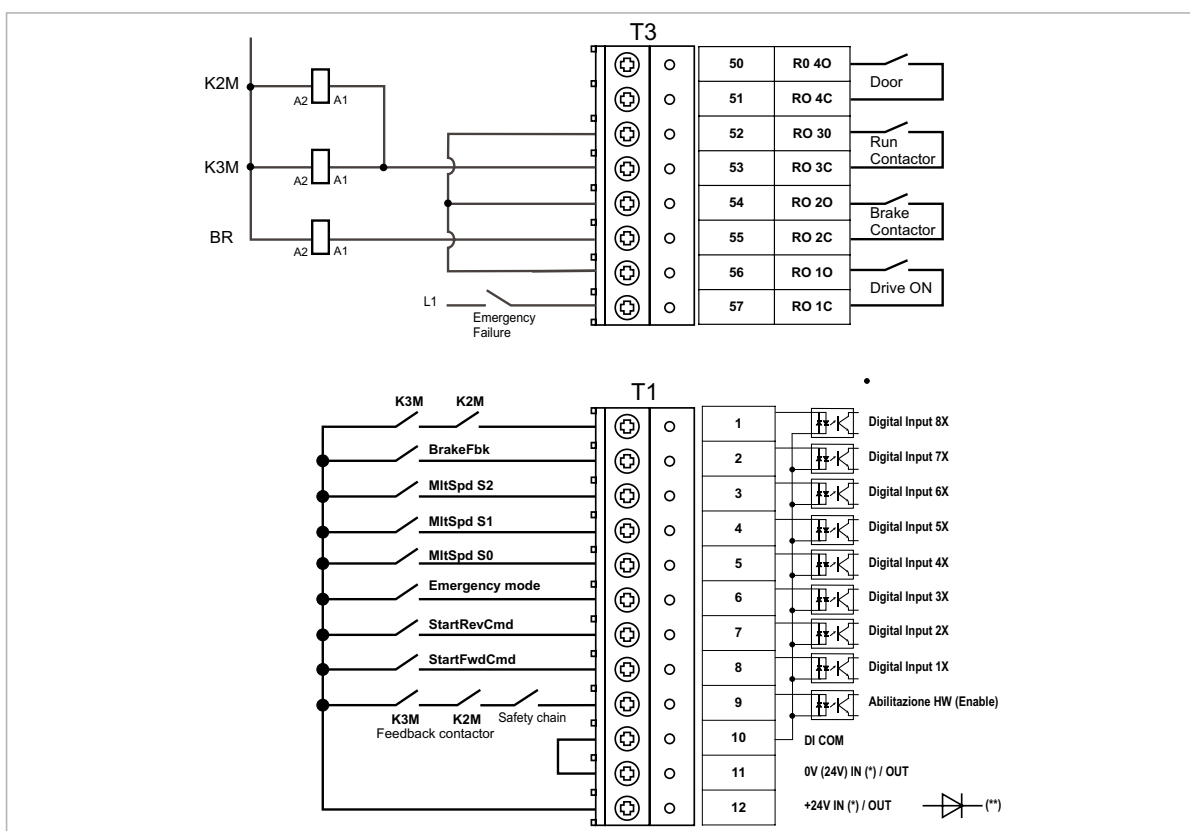 T3
K2M
A2 A1
K3M
A2 A1
BR
A2 A1
L1
Emergency
Failure
50 R0 4O
51 RO 4C
52 RO 30
53 RO 3C
54 RO 2O
55 RO 2C
56 RO 1O
57 RO 1C
Door
Run
Contactor
Brake
Contactor
Drive ON
T1
K3M K2M
BrakeFbk
MltSpd S2
MltSpd S1
MltSpd S0
Emergency mode
StartRevCmd
StartFwdCmd
K3M K2M Safety chain
Feedback contactor
1 Digital Input 8X
2 Digital Input 7X
3 Digital Input 6X
4 Digital Input 5X
5 Digital Input 4X
6 Digital Input 3X
7 Digital Input 2X
8 Digital Input 1X
9 Abilitazione HW (Enable)
10 DI COM
11 0V (24V) IN (*) / OUT
12 +24V IN (*) / OUT (**)